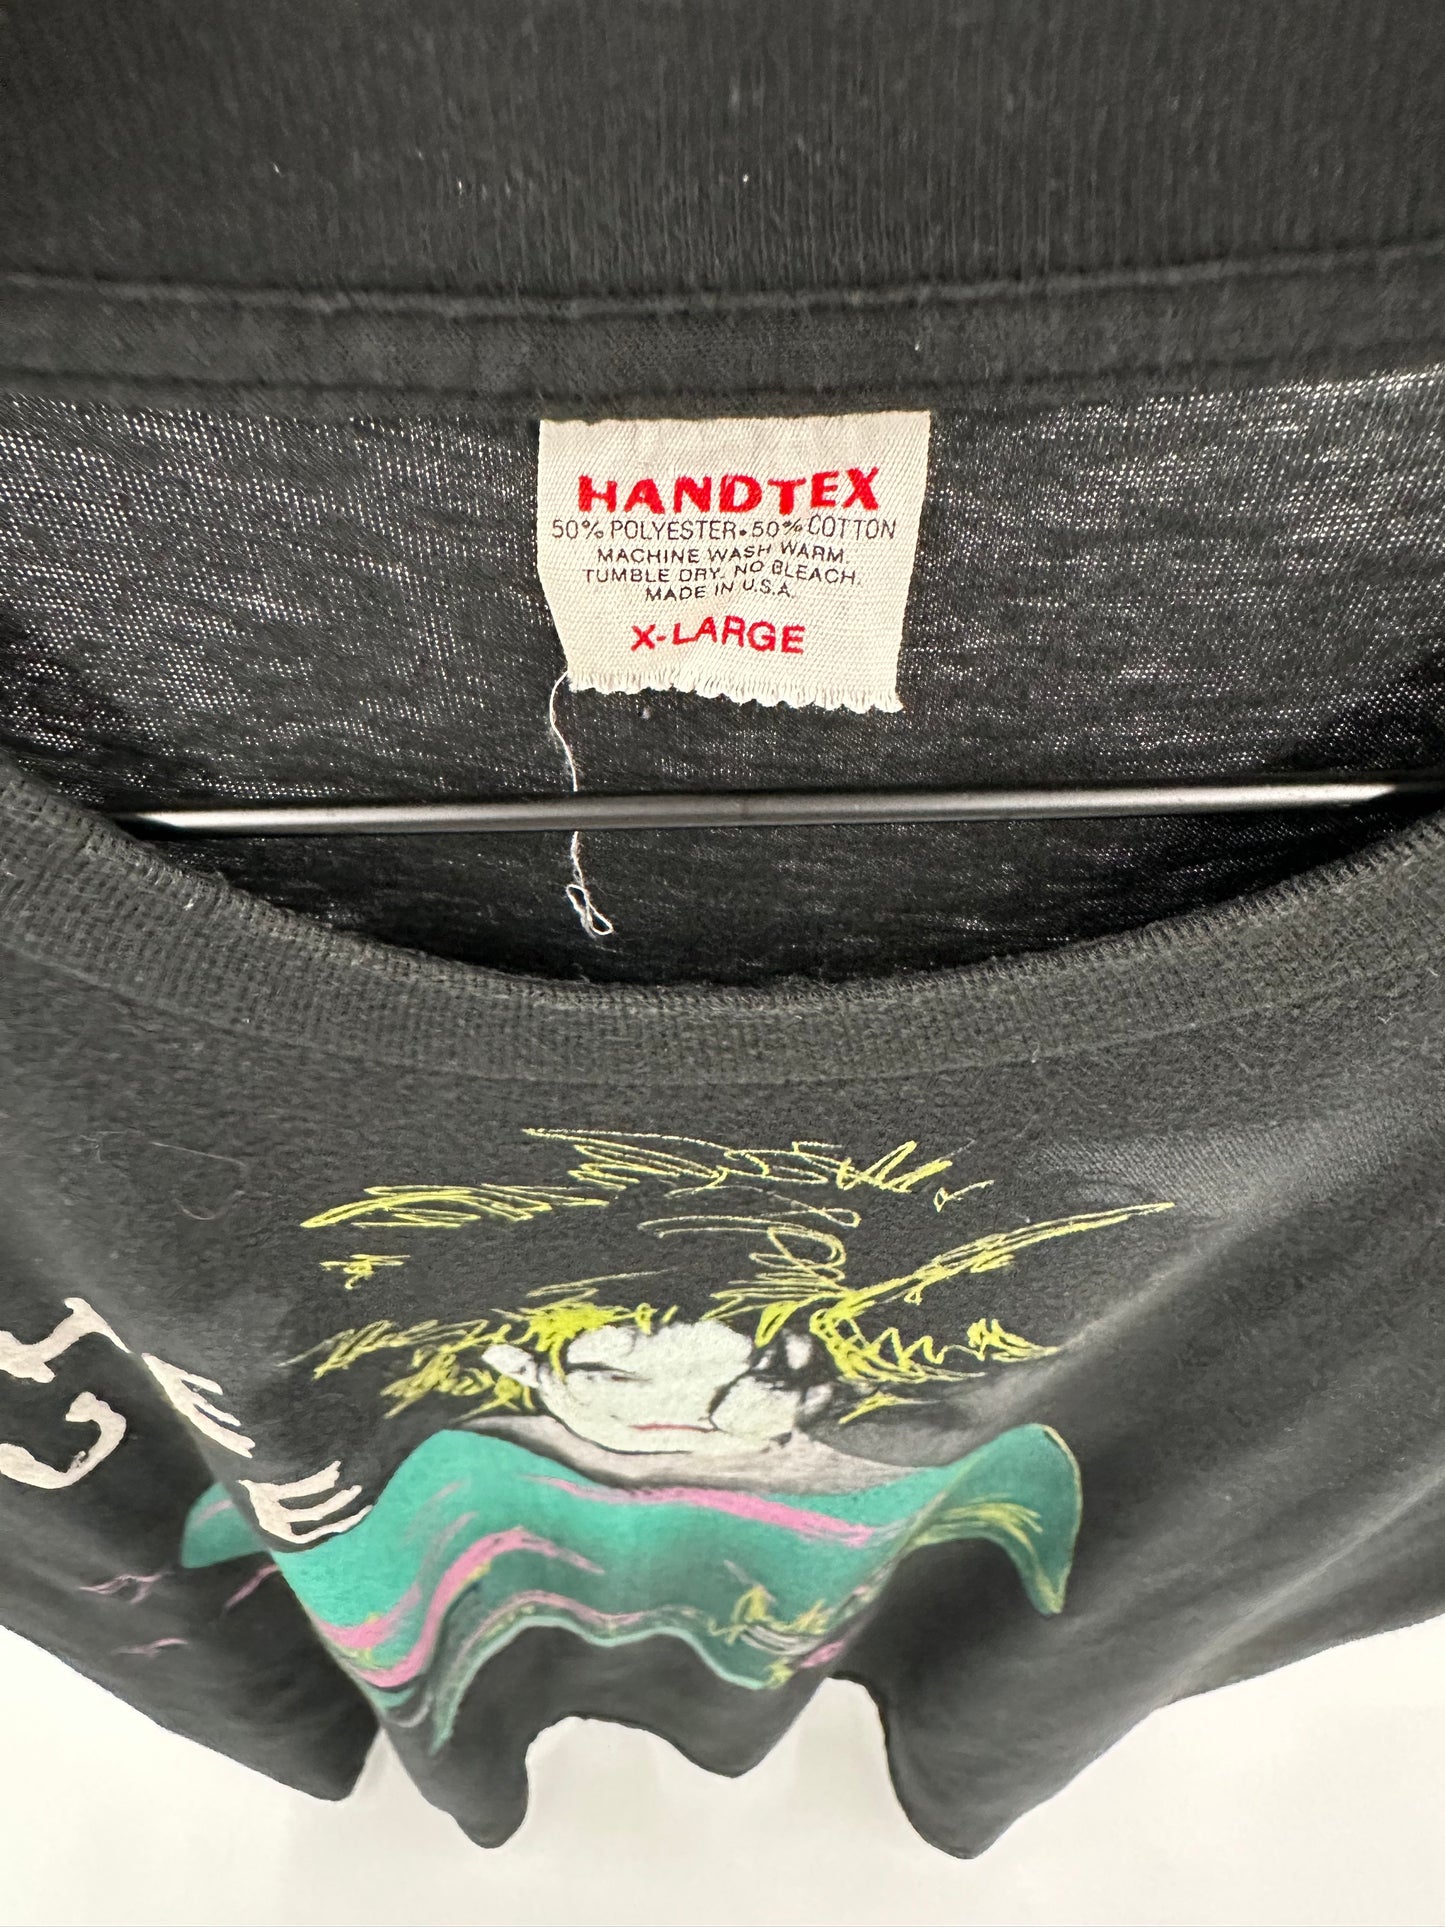 HANDTEX
50% POLYESTER•50% COTTON
MACHINE WASH WARM.
TUMBLE DRY. NO BLEACH.
MADE IN U.S.A.
X-LARGE